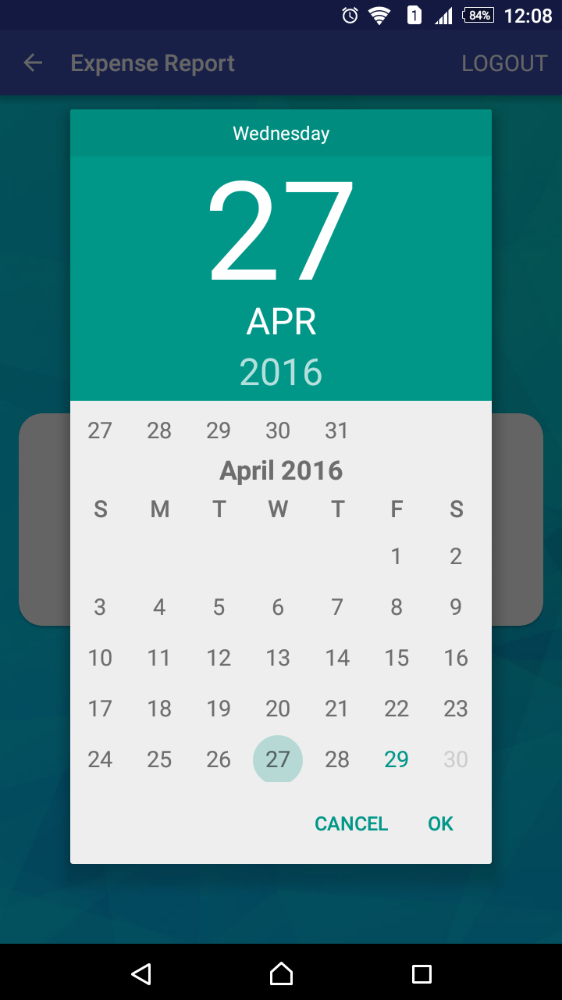 1 84% 12:08
Expense Report LOGOUT
Wednesday
27
APR
2016
27 28 29 30 31
April 2016
S M T W T F S
1 2
3 4 5 6 7 8 9
10 11 12 13 14 15 16
17 18 19 20 21 22 23
24 25 26 27 28 29 30
CANCEL OK